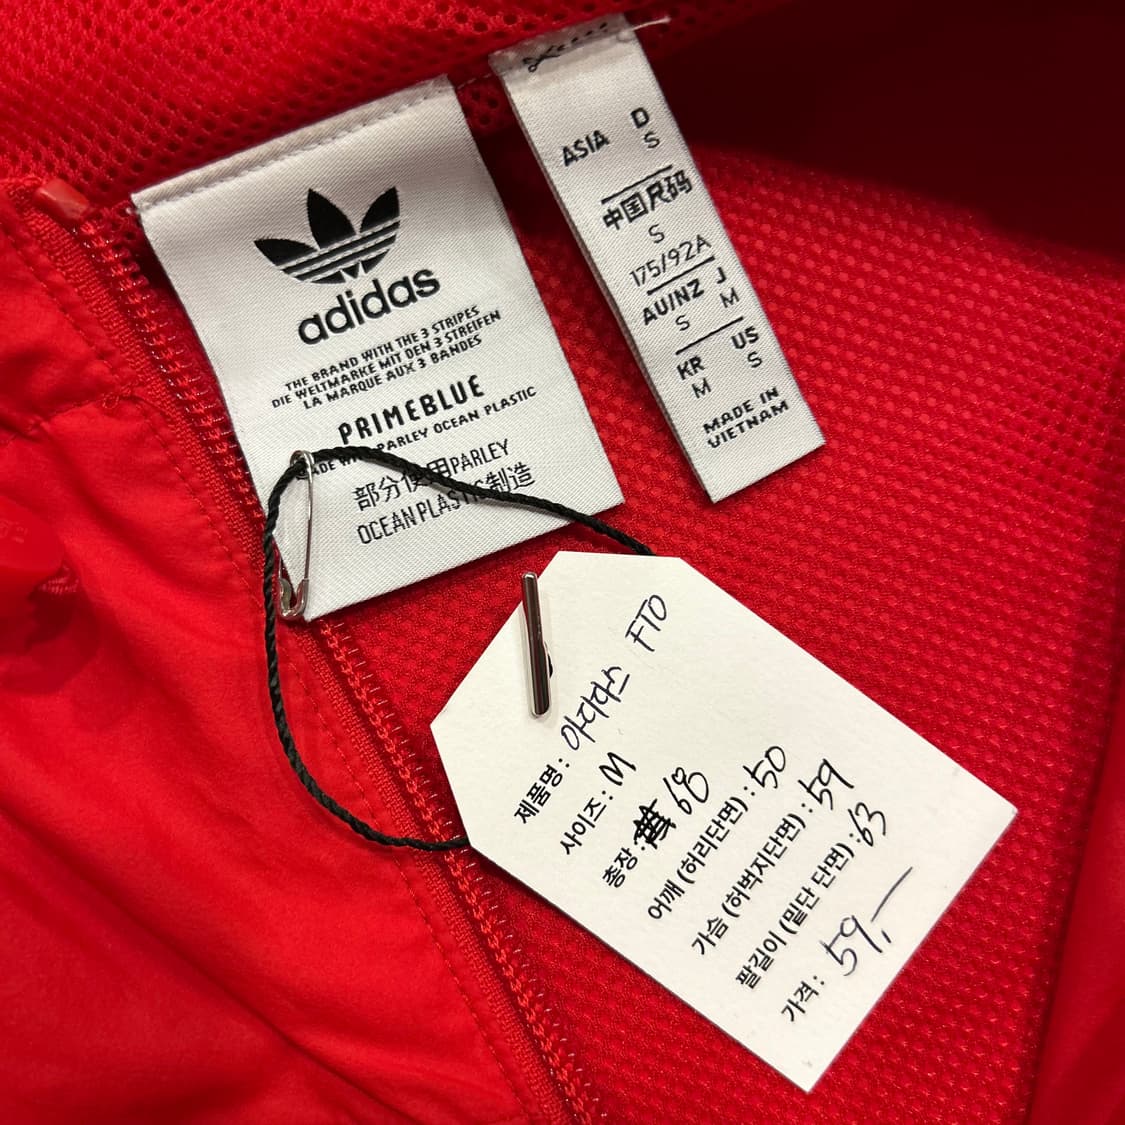 adidas
THE BRAND WITH THE 3 STRIPES
DIE WELTMARKE MIT DEN 3 STREIFEN
LA MARQUE AUX 3 BANDES
PRIMEBLUE
MADE WITH PARLEY OCEAN PLASTIC
部分使用PARLEY
OCEAN PLASTIC制造
ASIA D
S
中国尺码
S
175/92A
AU/NZ J
S M
KR US
M S
MADE IN
VIETNAM
제품명: 아디다스 FTO
사이즈: M
총장: 68
어깨 (허리단면) : 50
가슴 (허벅지단면) : 59
팔길이 (밑단 단면) : 63
가격: 59,—